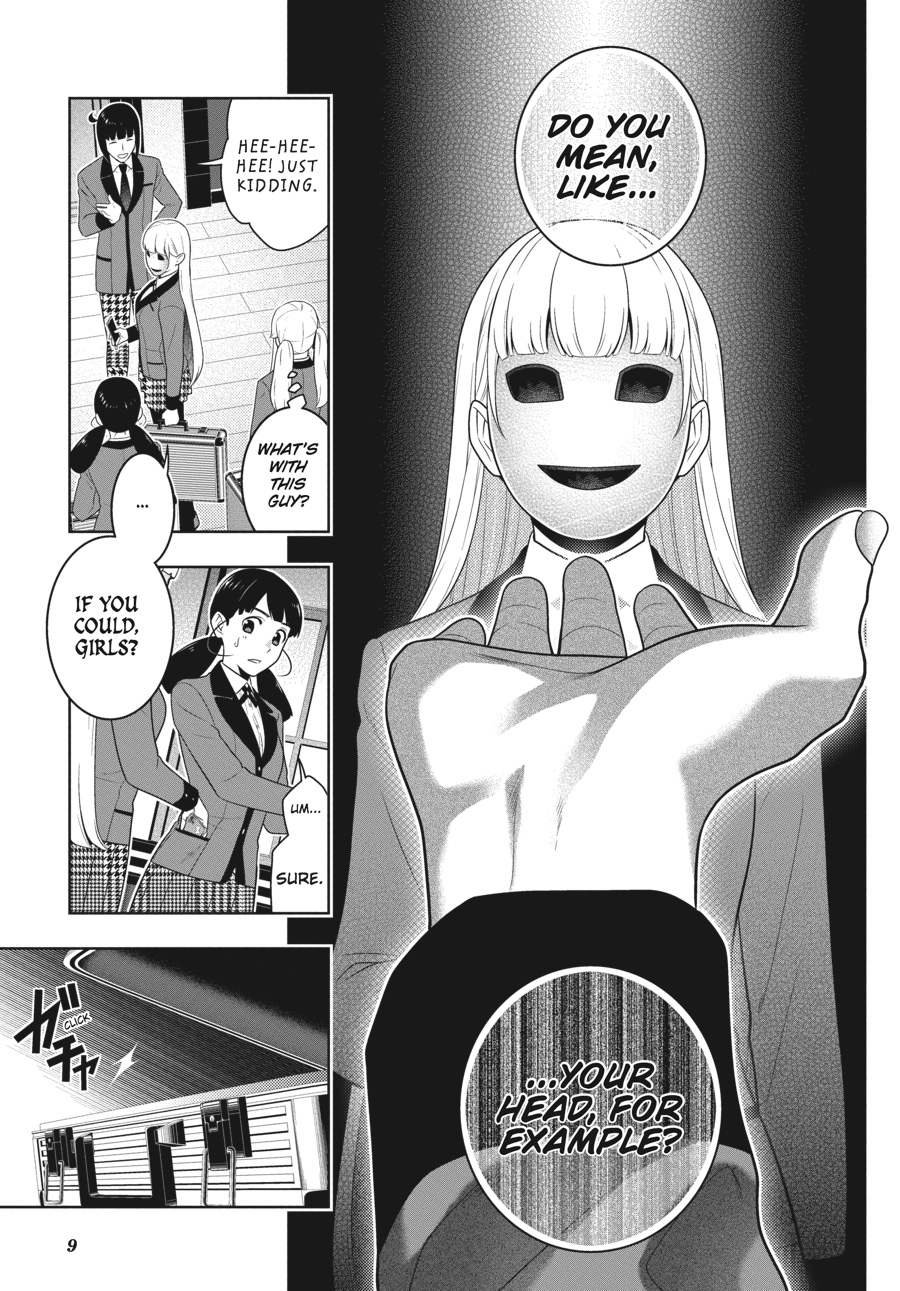 DO YOU
MEAN,
LIKE...
...YOUR
HEAD, FOR
EXAMPLE?
HEE-HEE-
HEE! JUST
KIDDING.
WHAT'S
WITH
THIS
GUY?
...
IF YOU
COULD,
GIRLS?
UM...
SURE.
ガチャ
CLICK
9